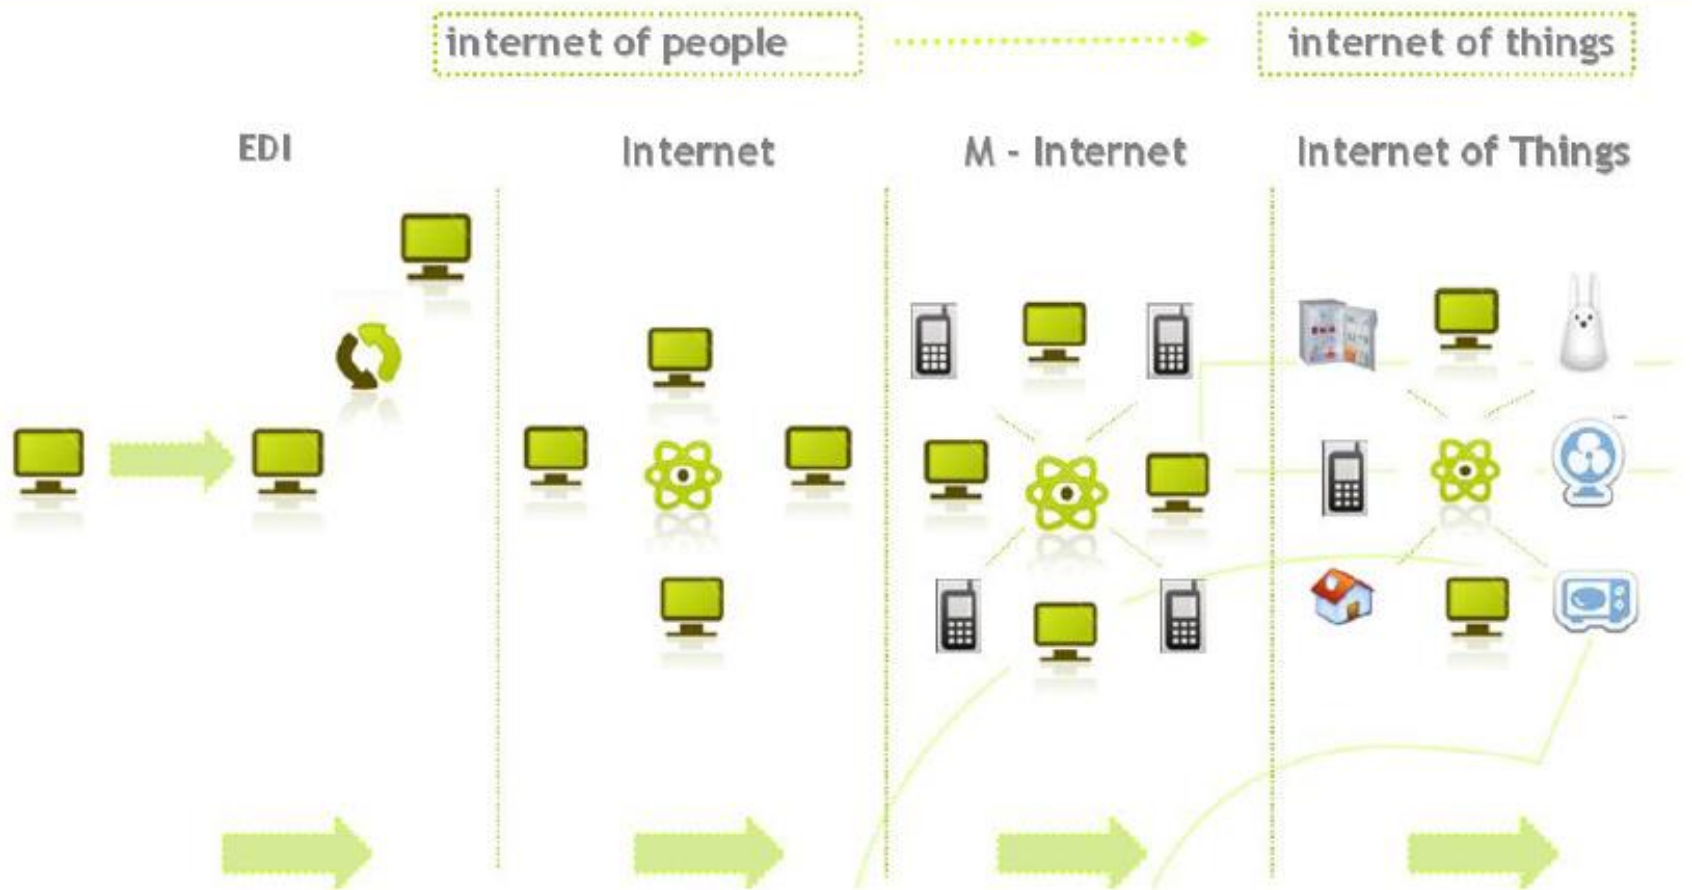 internet of people
internet of things
EDI
Internet
M - Internet
Internet of Things